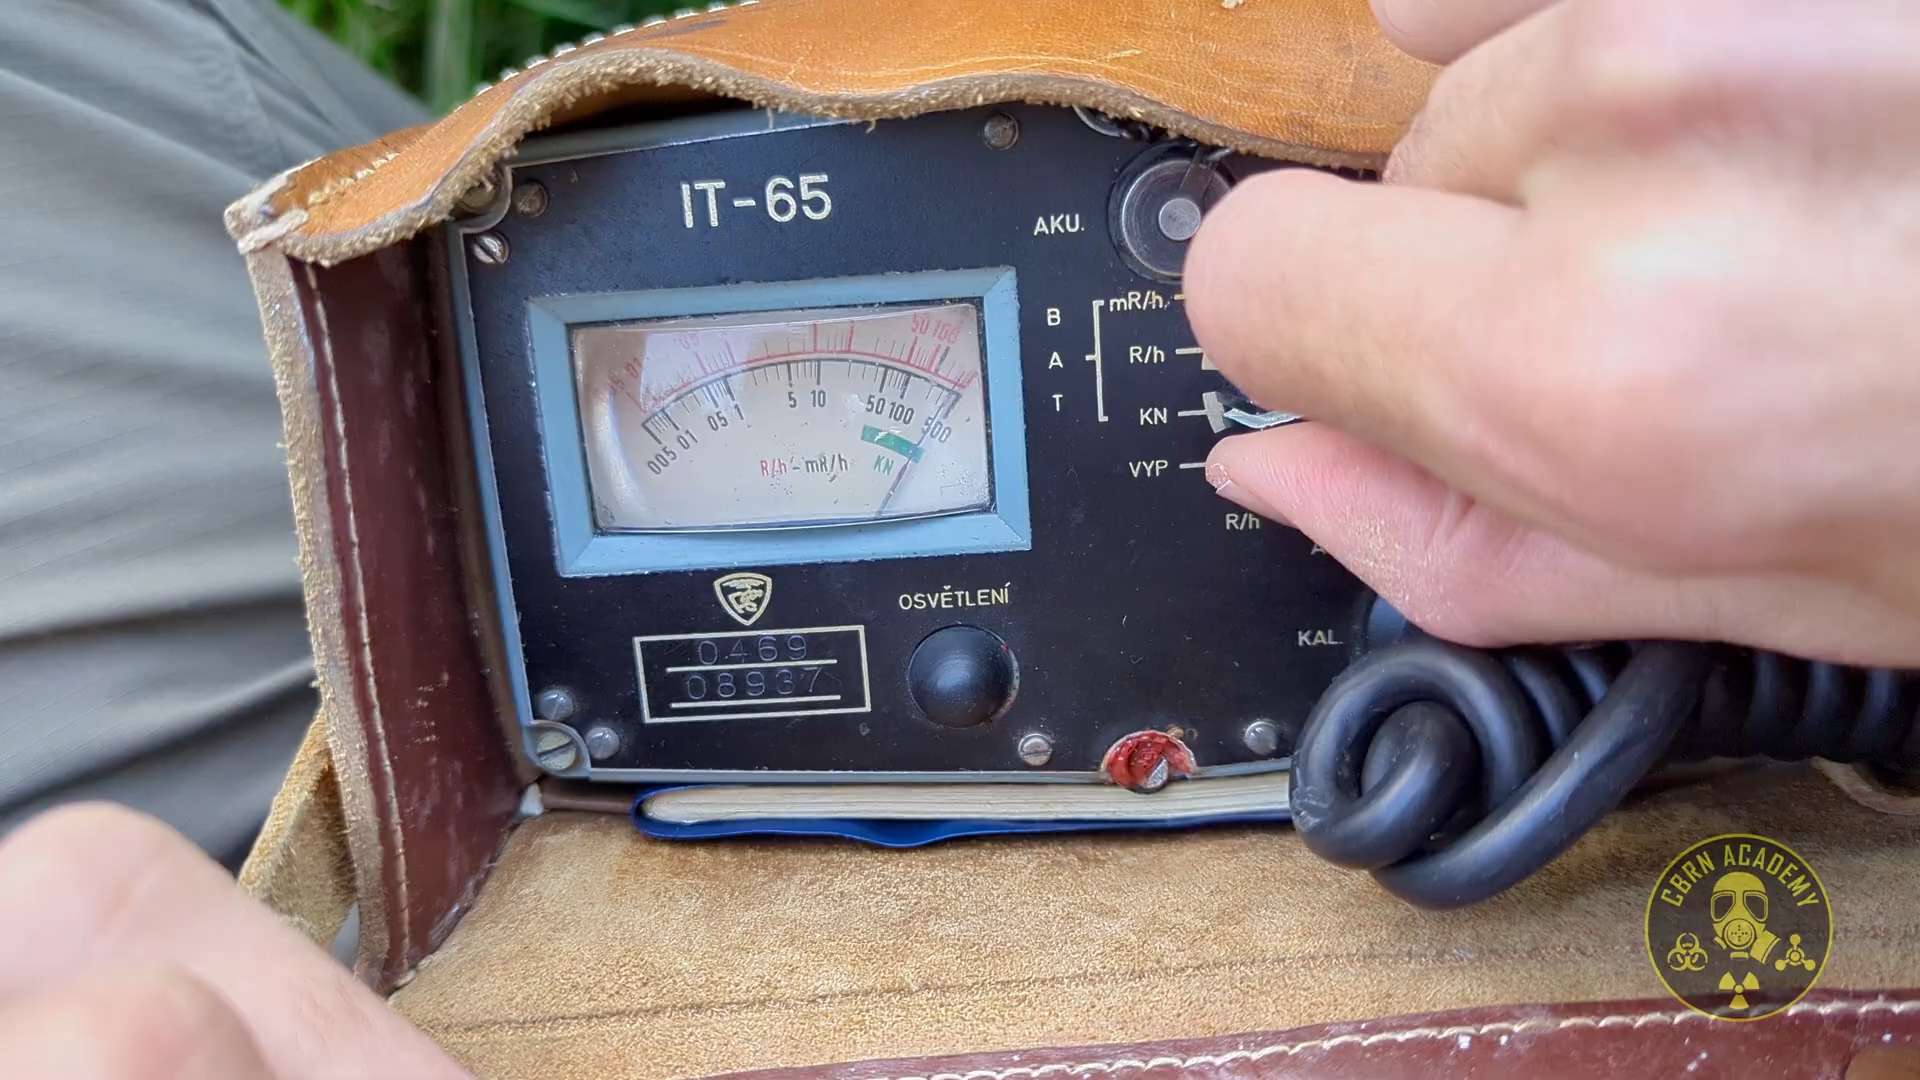 IT-65
AKU.
B
A
T
mR/h
R/h
KN
VYP
R/h
50 100
005 01 05 1 5 10 50 100 500
R/h - mR/h KN
OSVĚTLENÍ
0469
08937
KAL.
CBRN ACADEMY